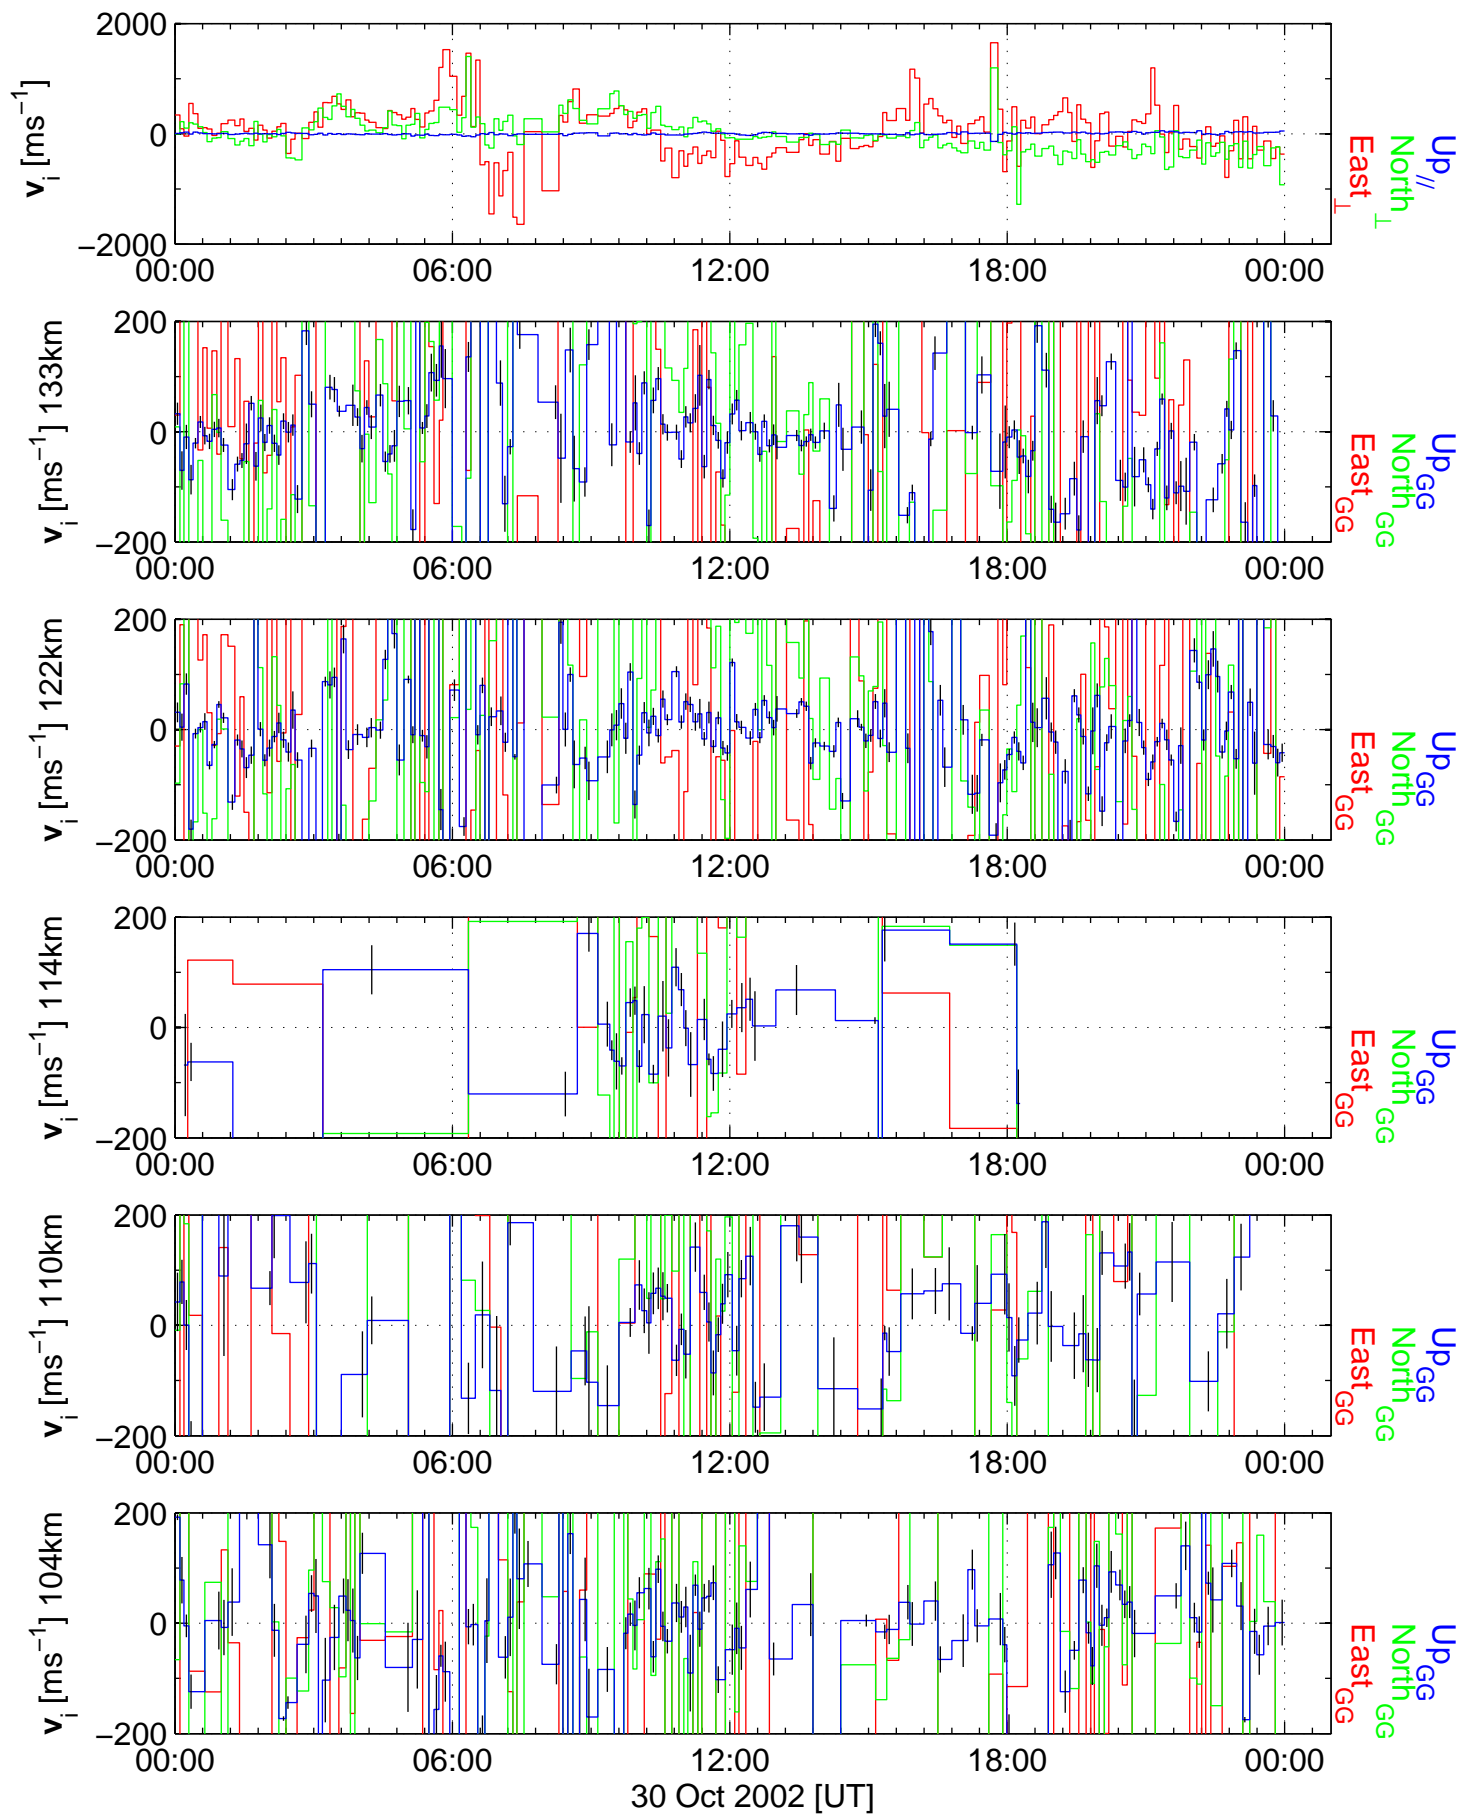 2000
0
−2000
v_i [ms^−1]
00:00 06:00 12:00 18:00 00:00
East_⊥
North_⊥
Up_//
200
0
−200
v_i [ms^−1] 133km
00:00 06:00 12:00 18:00 00:00
East_GG
North_GG
Up_GG
200
0
−200
v_i [ms^−1] 122km
00:00 06:00 12:00 18:00 00:00
East_GG
North_GG
Up_GG
200
0
−200
v_i [ms^−1] 114km
00:00 06:00 12:00 18:00 00:00
East_GG
North_GG
Up_GG
200
0
−200
v_i [ms^−1] 110km
00:00 06:00 12:00 18:00 00:00
East_GG
North_GG
Up_GG
200
0
−200
v_i [ms^−1] 104km
00:00 06:00 12:00 18:00 00:00
East_GG
North_GG
Up_GG
30 Oct 2002 [UT]